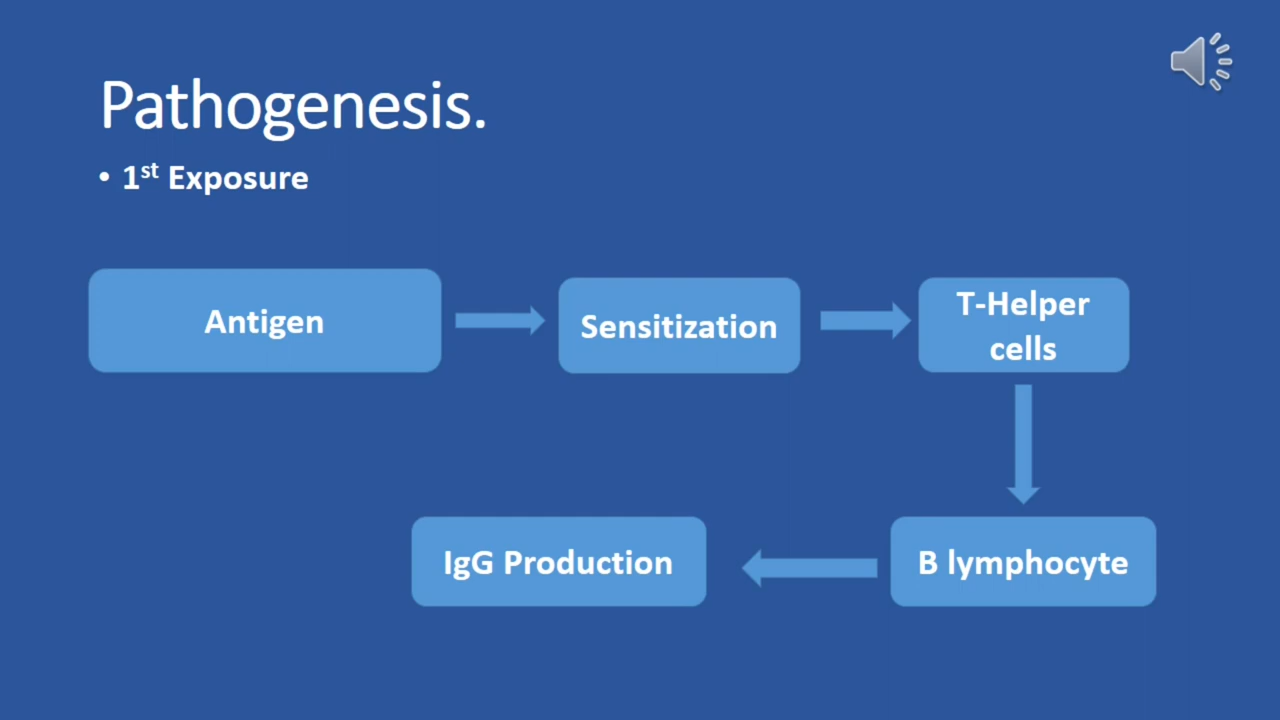 Pathogenesis.
• 1st Exposure
Antigen
Sensitization
T-Helper
cells
B lymphocyte
IgG Production